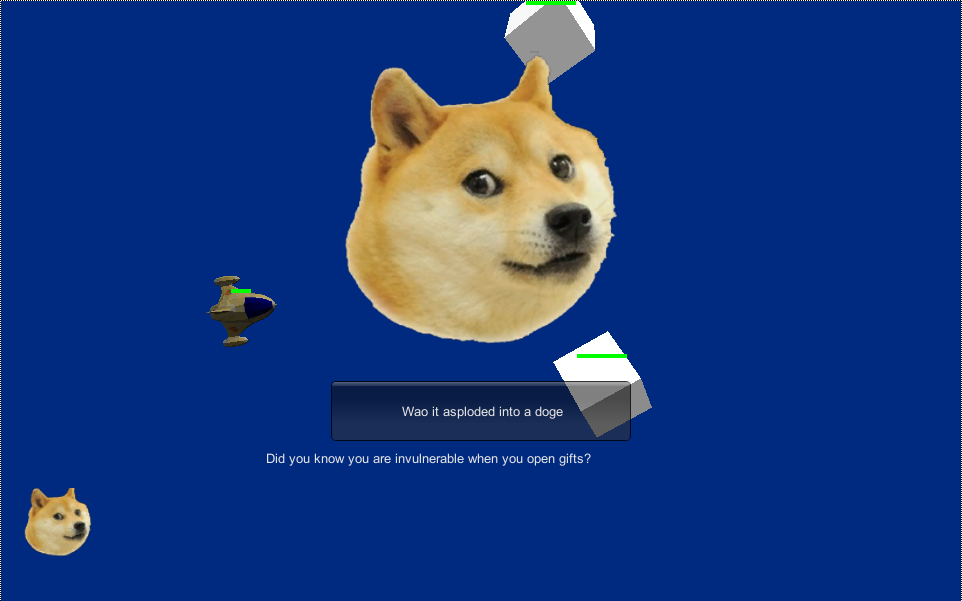 Wao it asploded into a doge
Did you know you are invulnerable when you open gifts?